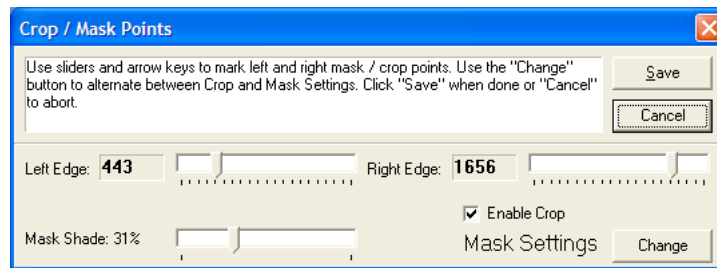 Crop / Mask Points
Use sliders and arrow keys to mark left and right mask / crop points. Use the "Change"
button to alternate between Crop and Mask Settings. Click "Save" when done or "Cancel"
to abort.
Save
Cancel
Left Edge: 443
Right Edge: 1656
Enable Crop
Mask Shade: 31%
Mask Settings
Change